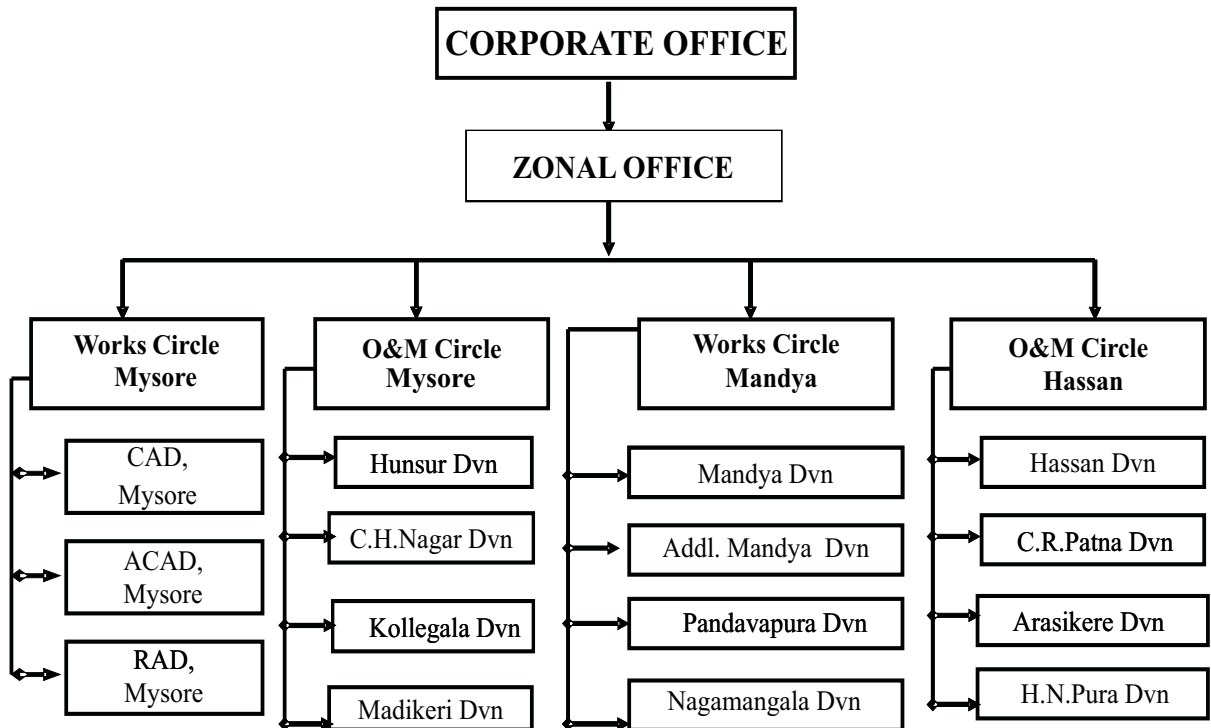 CORPORATE OFFICE
ZONAL OFFICE
Works Circle
Mysore
O&M Circle
Mysore
Works Circle
Mandya
O&M Circle
Hassan
CAD,
Mysore
ACAD,
Mysore
RAD,
Mysore
Hunsur Dvn
C.H.Nagar Dvn
Kollegala Dvn
Madikeri Dvn
Mandya Dvn
Addl. Mandya Dvn
Pandavapura Dvn
Nagamangala Dvn
Hassan Dvn
C.R.Patna Dvn
Arasikere Dvn
H.N.Pura Dvn